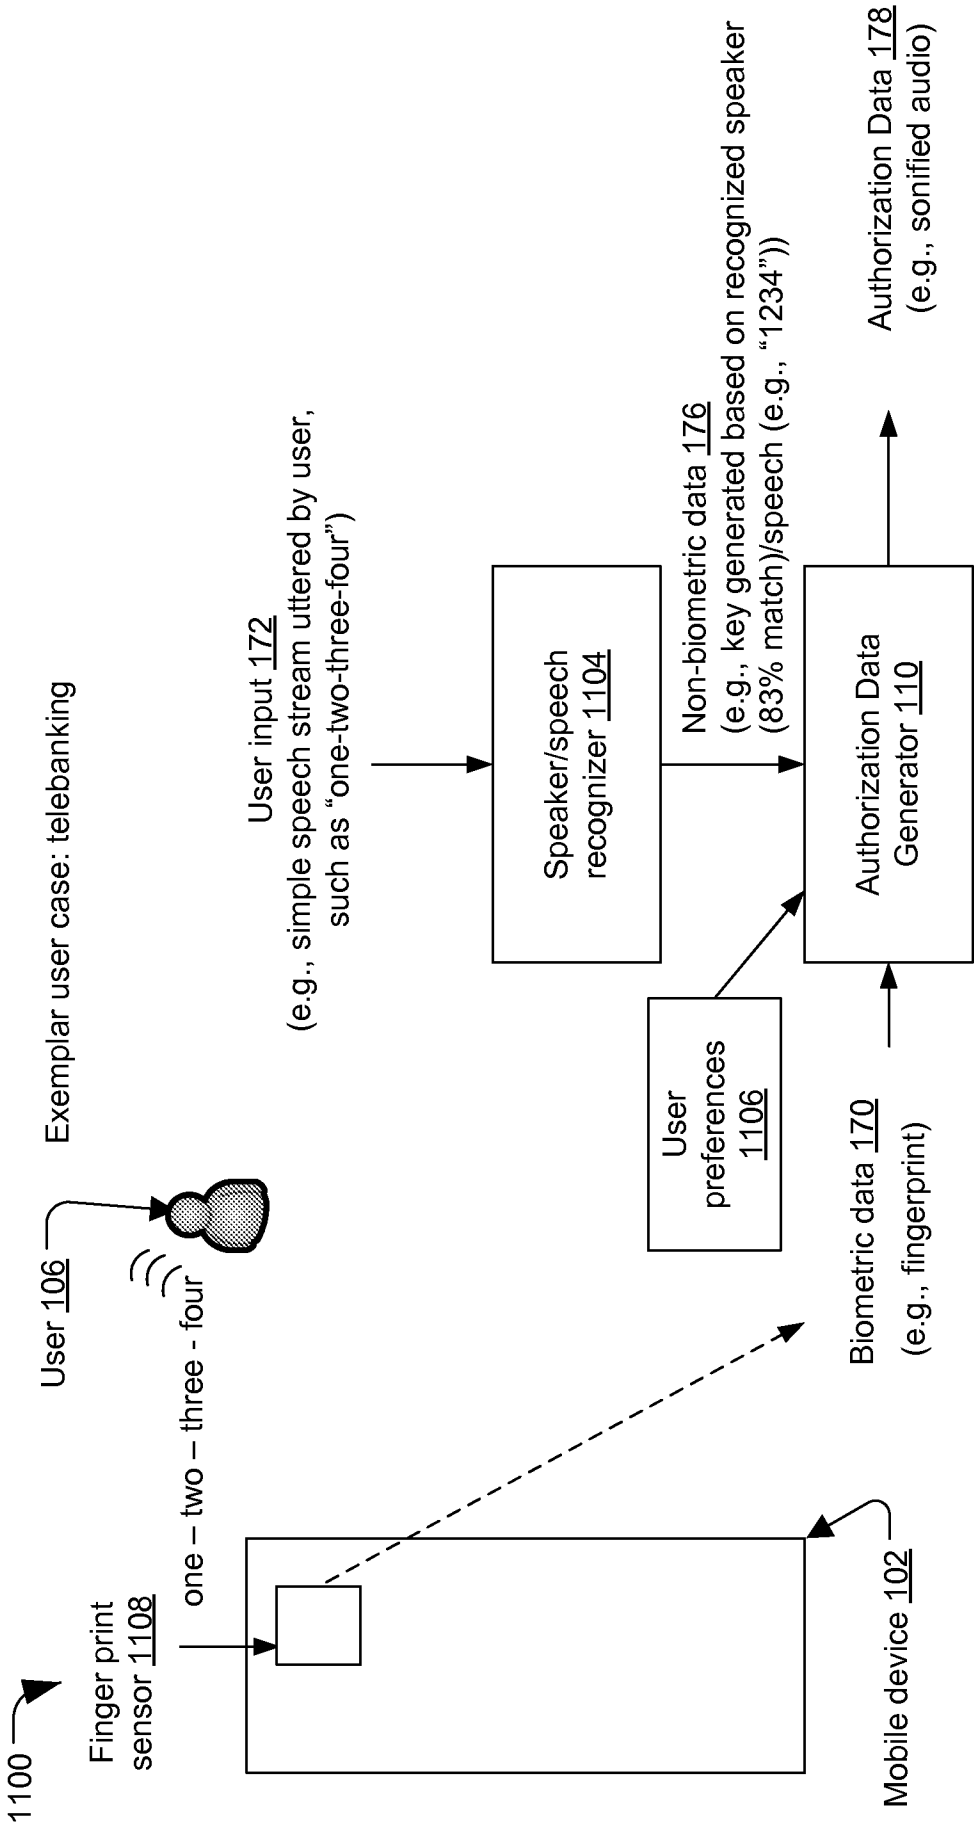 1100
Exemplar user case: telebanking
User 106
Finger print
sensor 1108
one – two – three - four
User input 172
(e.g., simple speech stream uttered by user,
such as “one-two-three-four”)
Speaker/speech
recognizer 1104
User
preferences
1106
Non-biometric data 176
(e.g., key generated based on recognized speaker
(83% match)/speech (e.g., “1234”))
Mobile device 102
Biometric data 170
(e.g., fingerprint)
Authorization Data
Generator 110
Authorization Data 178
(e.g., sonified audio)